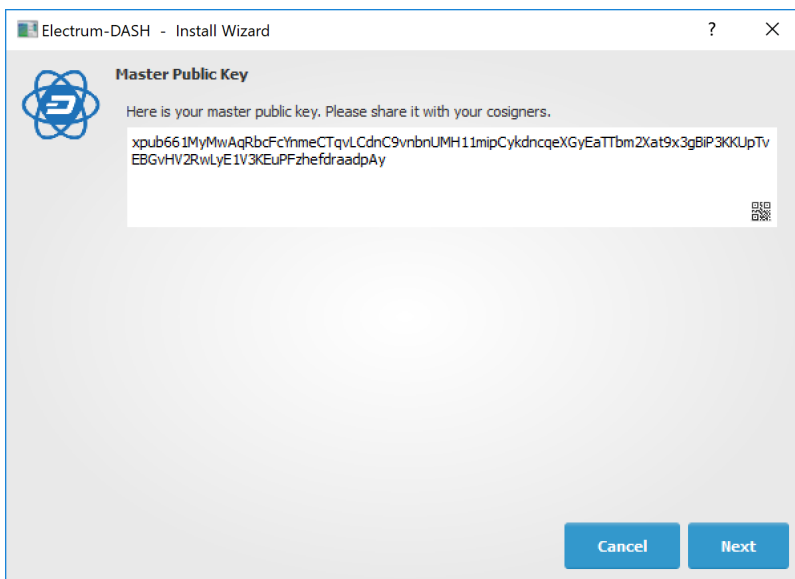 Electrum-DASH - Install Wizard
?
Master Public Key
Here is your master public key. Please share it with your cosigners.
xpub661MyMwAqRbcFcYnmeCTqvLCdnC9vnbnUMH11mipCykdncqeXGyEaTTbm2Xat9x3gBiP3KKUpTv
EBGvHV2RwLyE1V3KEuPFzhefdraadpAy
Cancel
Next